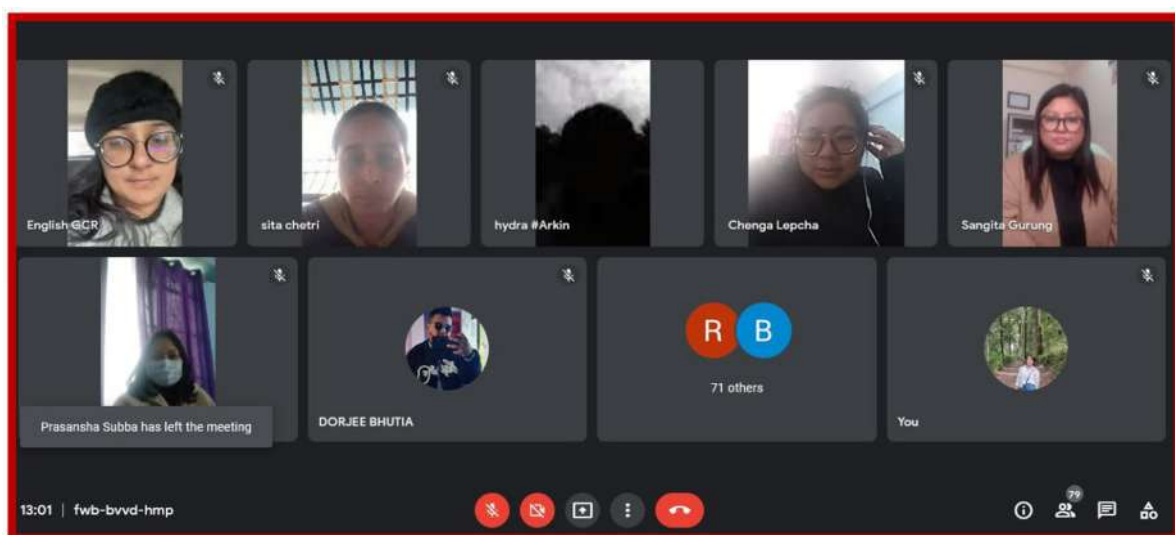 English GCR
sita chetri
hydra #Arkin
Chenga Lepcha
Sangita Gurung
Prasansha Subba has left the meeting
DORJEE BHUTIA
R B
71 others
You
13:01 | fwb-bvvd-hmp
79